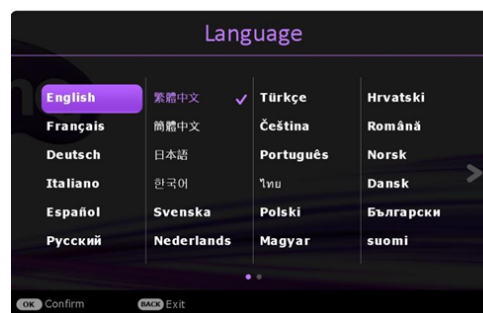 Language
English
Français
Deutsch
Italiano
Español
Русский
繁體中文
簡體中文
日本語
한국어
Svenska
Nederlands
Türkçe
Čeština
Português
ไทย
Polski
Magyar
Hrvatski
Română
Norsk
Dansk
Български
suomi
OK Confirm
BACK Exit